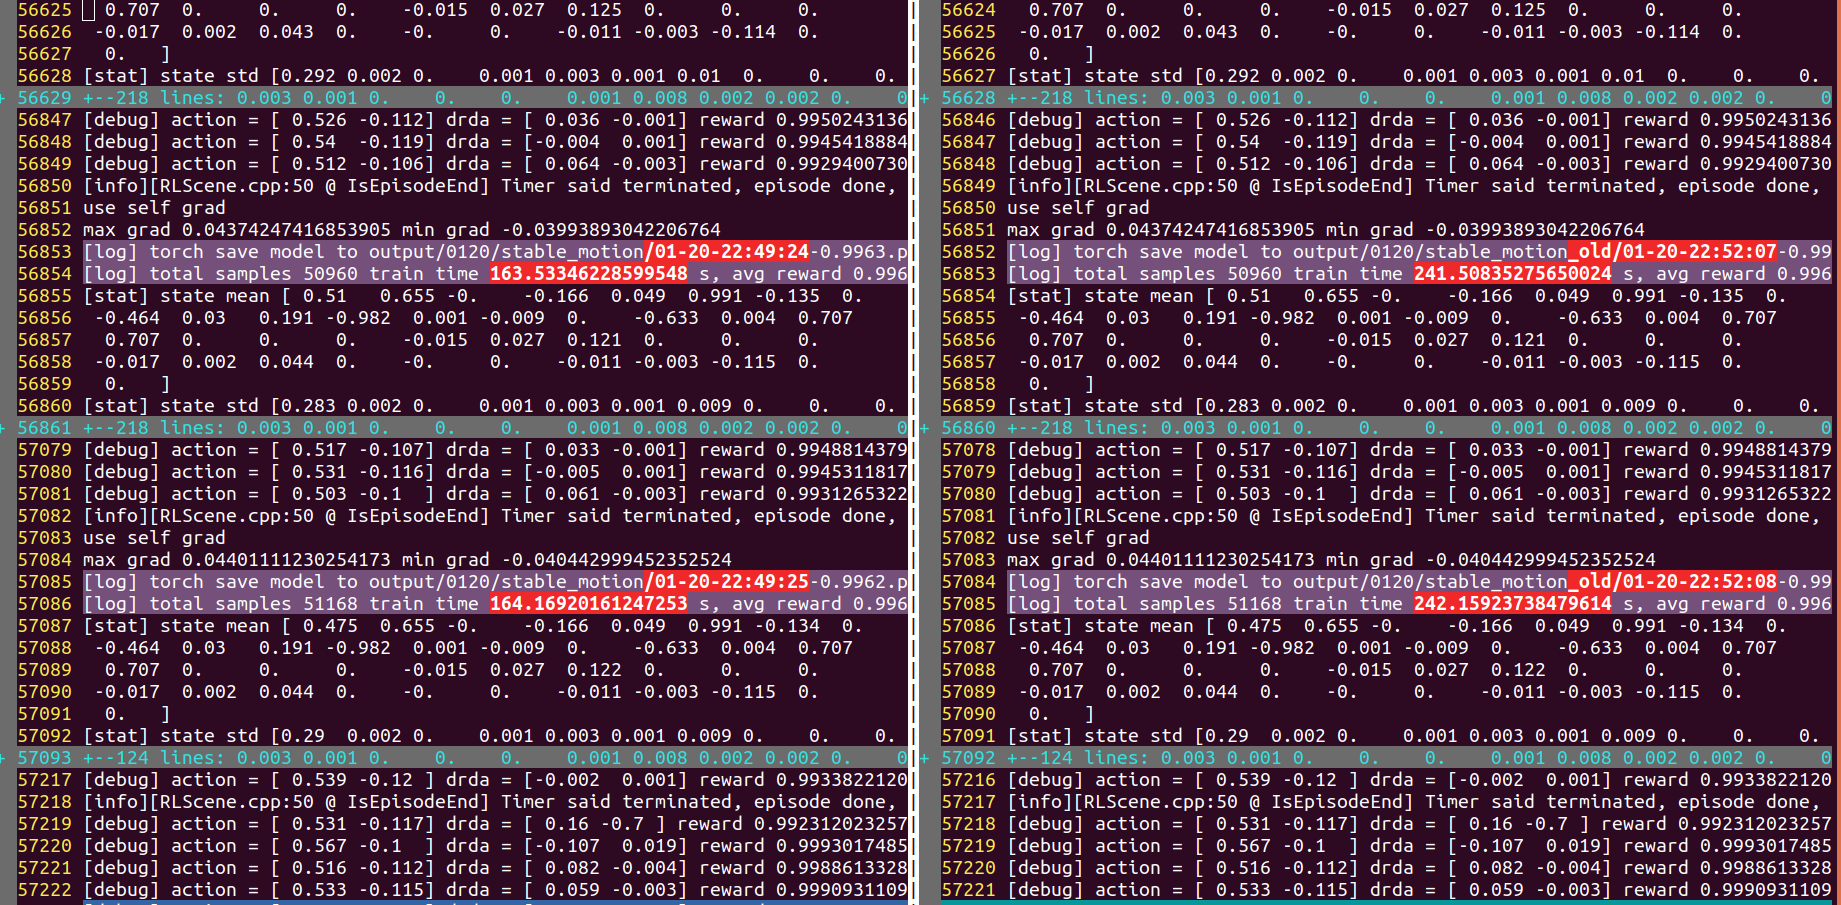 56625   0.707  0.     0.     0.    -0.015  0.027  0.125  0.     0.     0.
56626  -0.017  0.002  0.043  0.    -0.     0.    -0.011 -0.003 -0.114  0.
56627   0.   ]
56628 [stat] state std [0.292 0.002 0.    0.001 0.003 0.001 0.01  0.    0.    0.
+ 56629 +--218 lines: 0.003 0.001 0.    0.    0.    0.001 0.008 0.002 0.002 0.    0
56847 [debug] action = [ 0.526 -0.112] drda = [ 0.036 -0.001] reward 0.9950243136
56848 [debug] action = [ 0.54  -0.119] drda = [-0.004  0.001] reward 0.9945418884
56849 [debug] action = [ 0.512 -0.106] drda = [ 0.064 -0.003] reward 0.9929400730
56850 [info][RLScene.cpp:50 @ IsEpisodeEnd] Timer said terminated, episode done,
56851 use self grad
56852 max grad 0.04374247416853905 min grad -0.03993893042206764
56853 [log] torch save model to output/0120/stable_motion/01-20-22:49:24-0.9963.p
56854 [log] total samples 50960 train time 163.53346228599548 s, avg reward 0.996
56855 [stat] state mean [ 0.51   0.655 -0.    -0.166  0.049  0.991 -0.135  0.
56856  -0.464  0.03   0.191 -0.982  0.001 -0.009  0.    -0.633  0.004  0.707
56857   0.707  0.     0.     0.    -0.015  0.027  0.121  0.     0.     0.
56858  -0.017  0.002  0.044  0.    -0.     0.    -0.011 -0.003 -0.115  0.
56859   0.   ]
56860 [stat] state std [0.283 0.002 0.    0.001 0.003 0.001 0.009 0.    0.    0.
+ 56861 +--218 lines: 0.003 0.001 0.    0.    0.    0.001 0.008 0.002 0.002 0.    0
57079 [debug] action = [ 0.517 -0.107] drda = [ 0.033 -0.001] reward 0.9948814379
57080 [debug] action = [ 0.531 -0.116] drda = [-0.005  0.001] reward 0.9945311817
57081 [debug] action = [ 0.503 -0.1  ] drda = [ 0.061 -0.003] reward 0.9931265322
57082 [info][RLScene.cpp:50 @ IsEpisodeEnd] Timer said terminated, episode done,
57083 use self grad
57084 max grad 0.04401111230254173 min grad -0.040442999452352524
57085 [log] torch save model to output/0120/stable_motion/01-20-22:49:25-0.9962.p
57086 [log] total samples 51168 train time 164.16920161247253 s, avg reward 0.996
57087 [stat] state mean [ 0.475  0.655 -0.    -0.166  0.049  0.991 -0.134  0.
57088  -0.464  0.03   0.191 -0.982  0.001 -0.009  0.    -0.633  0.004  0.707
57089   0.707  0.     0.     0.    -0.015  0.027  0.122  0.     0.     0.
57090  -0.017  0.002  0.044  0.    -0.     0.    -0.011 -0.003 -0.115  0.
57091   0.   ]
57092 [stat] state std [0.29  0.002 0.    0.001 0.003 0.001 0.009 0.    0.    0.
+ 57093 +--124 lines: 0.003 0.001 0.    0.    0.    0.001 0.008 0.002 0.002 0.    0
57217 [debug] action = [ 0.539 -0.12 ] drda = [-0.002  0.001] reward 0.9933822120
57218 [info][RLScene.cpp:50 @ IsEpisodeEnd] Timer said terminated, episode done,
57219 [debug] action = [ 0.531 -0.117] drda = [ 0.16 -0.7 ] reward 0.992312023257
57220 [debug] action = [ 0.567 -0.1  ] drda = [-0.107  0.019] reward 0.9993017485
57221 [debug] action = [ 0.516 -0.112] drda = [ 0.082 -0.004] reward 0.9988613328
57222 [debug] action = [ 0.533 -0.115] drda = [ 0.059 -0.003] reward 0.9990931109
56624   0.707  0.     0.     0.    -0.015  0.027  0.125  0.     0.     0.
56625  -0.017  0.002  0.043  0.    -0.     0.    -0.011 -0.003 -0.114  0.
56626   0.   ]
56627 [stat] state std [0.292 0.002 0.    0.001 0.003 0.001 0.01  0.    0.    0.
+ 56628 +--218 lines: 0.003 0.001 0.    0.    0.    0.001 0.008 0.002 0.002 0.    0
56846 [debug] action = [ 0.526 -0.112] drda = [ 0.036 -0.001] reward 0.9950243136
56847 [debug] action = [ 0.54  -0.119] drda = [-0.004  0.001] reward 0.9945418884
56848 [debug] action = [ 0.512 -0.106] drda = [ 0.064 -0.003] reward 0.9929400730
56849 [info][RLScene.cpp:50 @ IsEpisodeEnd] Timer said terminated, episode done,
56850 use self grad
56851 max grad 0.04374247416853905 min grad -0.03993893042206764
56852 [log] torch save model to output/0120/stable_motion_old/01-20-22:52:07-0.99
56853 [log] total samples 50960 train time 241.50835275650024 s, avg reward 0.996
56854 [stat] state mean [ 0.51   0.655 -0.    -0.166  0.049  0.991 -0.135  0.
56855  -0.464  0.03   0.191 -0.982  0.001 -0.009  0.    -0.633  0.004  0.707
56856   0.707  0.     0.     0.    -0.015  0.027  0.121  0.     0.     0.
56857  -0.017  0.002  0.044  0.    -0.     0.    -0.011 -0.003 -0.115  0.
56858   0.   ]
56859 [stat] state std [0.283 0.002 0.    0.001 0.003 0.001 0.009 0.    0.    0.
+ 56860 +--218 lines: 0.003 0.001 0.    0.    0.    0.001 0.008 0.002 0.002 0.    0
57078 [debug] action = [ 0.517 -0.107] drda = [ 0.033 -0.001] reward 0.9948814379
57079 [debug] action = [ 0.531 -0.116] drda = [-0.005  0.001] reward 0.9945311817
57080 [debug] action = [ 0.503 -0.1  ] drda = [ 0.061 -0.003] reward 0.9931265322
57081 [info][RLScene.cpp:50 @ IsEpisodeEnd] Timer said terminated, episode done,
57082 use self grad
57083 max grad 0.04401111230254173 min grad -0.040442999452352524
57084 [log] torch save model to output/0120/stable_motion_old/01-20-22:52:08-0.99
57085 [log] total samples 51168 train time 242.15923738479614 s, avg reward 0.996
57086 [stat] state mean [ 0.475  0.655 -0.    -0.166  0.049  0.991 -0.134  0.
57087  -0.464  0.03   0.191 -0.982  0.001 -0.009  0.    -0.633  0.004  0.707
57088   0.707  0.     0.     0.    -0.015  0.027  0.122  0.     0.     0.
57089  -0.017  0.002  0.044  0.    -0.     0.    -0.011 -0.003 -0.115  0.
57090   0.   ]
57091 [stat] state std [0.29  0.002 0.    0.001 0.003 0.001 0.009 0.    0.    0.
+ 57092 +--124 lines: 0.003 0.001 0.    0.    0.    0.001 0.008 0.002 0.002 0.    0
57216 [debug] action = [ 0.539 -0.12 ] drda = [-0.002  0.001] reward 0.9933822120
57217 [info][RLScene.cpp:50 @ IsEpisodeEnd] Timer said terminated, episode done,
57218 [debug] action = [ 0.531 -0.117] drda = [ 0.16 -0.7 ] reward 0.992312023257
57219 [debug] action = [ 0.567 -0.1  ] drda = [-0.107  0.019] reward 0.9993017485
57220 [debug] action = [ 0.516 -0.112] drda = [ 0.082 -0.004] reward 0.9988613328
57221 [debug] action = [ 0.533 -0.115] drda = [ 0.059 -0.003] reward 0.9990931109